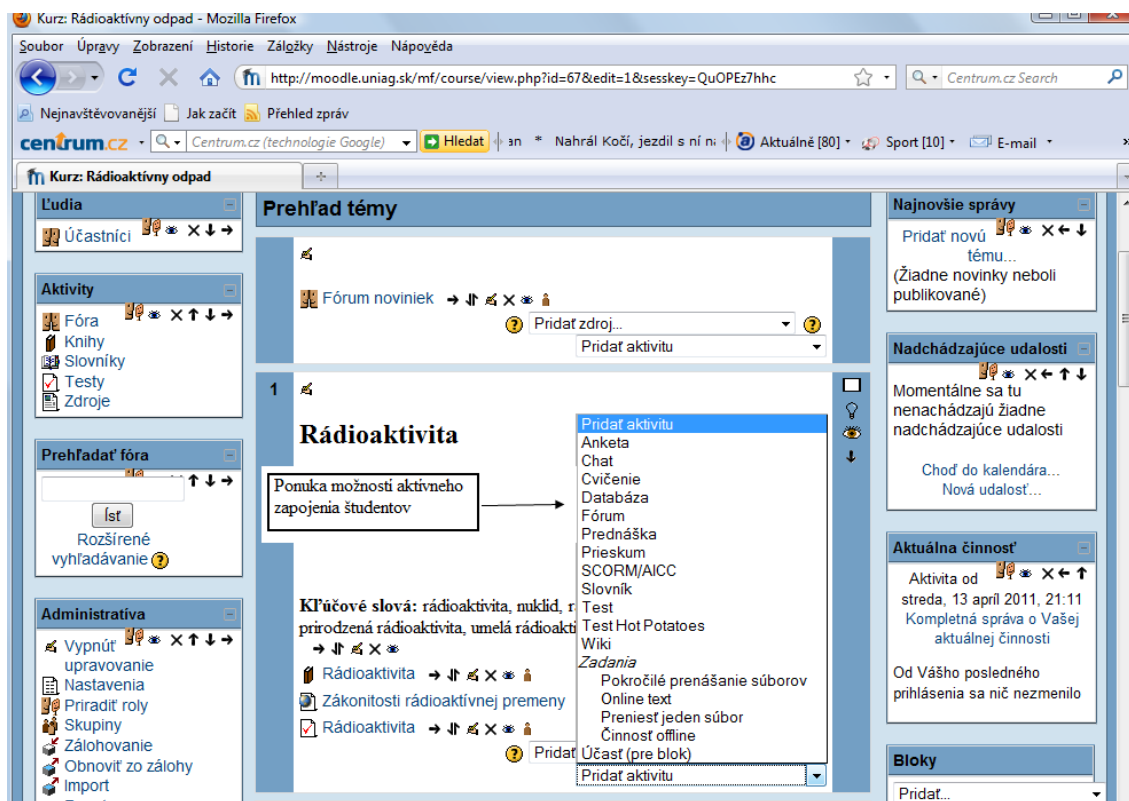 Kurz: Rádioaktívny odpad - Mozilla Firefox
Soubor Úpravy Zobrazení Historie Záložky Nástroje Nápověda
http://moodle.uniag.sk/mf/course/view.php?id=67&edit=1&sesskey=QuOPEz7hhc
Centrum.cz Search
Nejnavštěvovanější Jak začít Přehled zpráv
centrum.cz Centrum.cz (technologie Google) Hledat an * Nahrál Kočí, jezdil s ní na Aktuálně [80] Sport [10] E-mail »
Kurz: Rádioaktívny odpad
Ľudia
Účastníci
Aktivity
Fóra
Knihy
Slovníky
Testy
Zdroje
Prehľadať fóra
Ísť
Rozšírené
vyhľadávanie
Administratíva
Vypnúť
upravovanie
Nastavenia
Priradiť roly
Skupiny
Zálohovanie
Obnoviť zo zálohy
Import
Prehľad témy
Fórum noviniek
Pridať zdroj...
Pridať aktivitu
1
Rádioaktivita
Ponuka možností aktívneho
zapojenia študentov
Kľúčové slová: rádioaktivita, nuklid, r
prirodzená rádioaktivita, umelá rádioakti
Rádioaktivita
Zákonitosti rádioaktívnej premeny
Rádioaktivita
Pridať
Pridať aktivitu
Anketa
Chat
Cvičenie
Databáza
Fórum
Prednáška
Prieskum
SCORM/AICC
Slovník
Test
Test Hot Potatoes
Wiki
Zadania
Pokročilé prenášanie súborov
Online text
Preniesť jeden súbor
Činnosť offline
Účasť (pre blok)
Pridať aktivitu
Najnovšie správy
Pridať novú
tému...
(Žiadne novinky neboli
publikované)
Nadchádzajúce udalosti
Momentálne sa tu
nenachádzajú žiadne
nadchádzajúce udalosti
Choď do kalendára...
Nová udalosť...
Aktuálna činnosť
Aktivita od
streda, 13 apríl 2011, 21:11
Kompletná správa o Vašej
aktuálnej činnosti
Od Vášho posledného
prihlásenia sa nič nezmenilo
Bloky
Pridať...